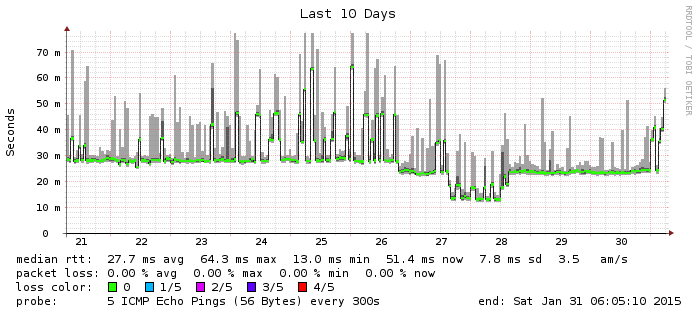 Last 10 Days
RRDTOOL / TOBI OETIKER
Seconds
70 m
60 m
50 m
40 m
30 m
20 m
10 m
0
21 22 23 24 25 26 27 28 29 30
median rtt: 27.7 ms avg 64.3 ms max 13.0 ms min 51.4 ms now 7.8 ms sd 3.5 am/s
packet loss: 0.00 % avg 0.00 % max 0.00 % min 0.00 % now
loss color: 0 1/5 2/5 3/5 4/5
probe: 5 ICMP Echo Pings (56 Bytes) every 300s end: Sat Jan 31 06:05:10 2015